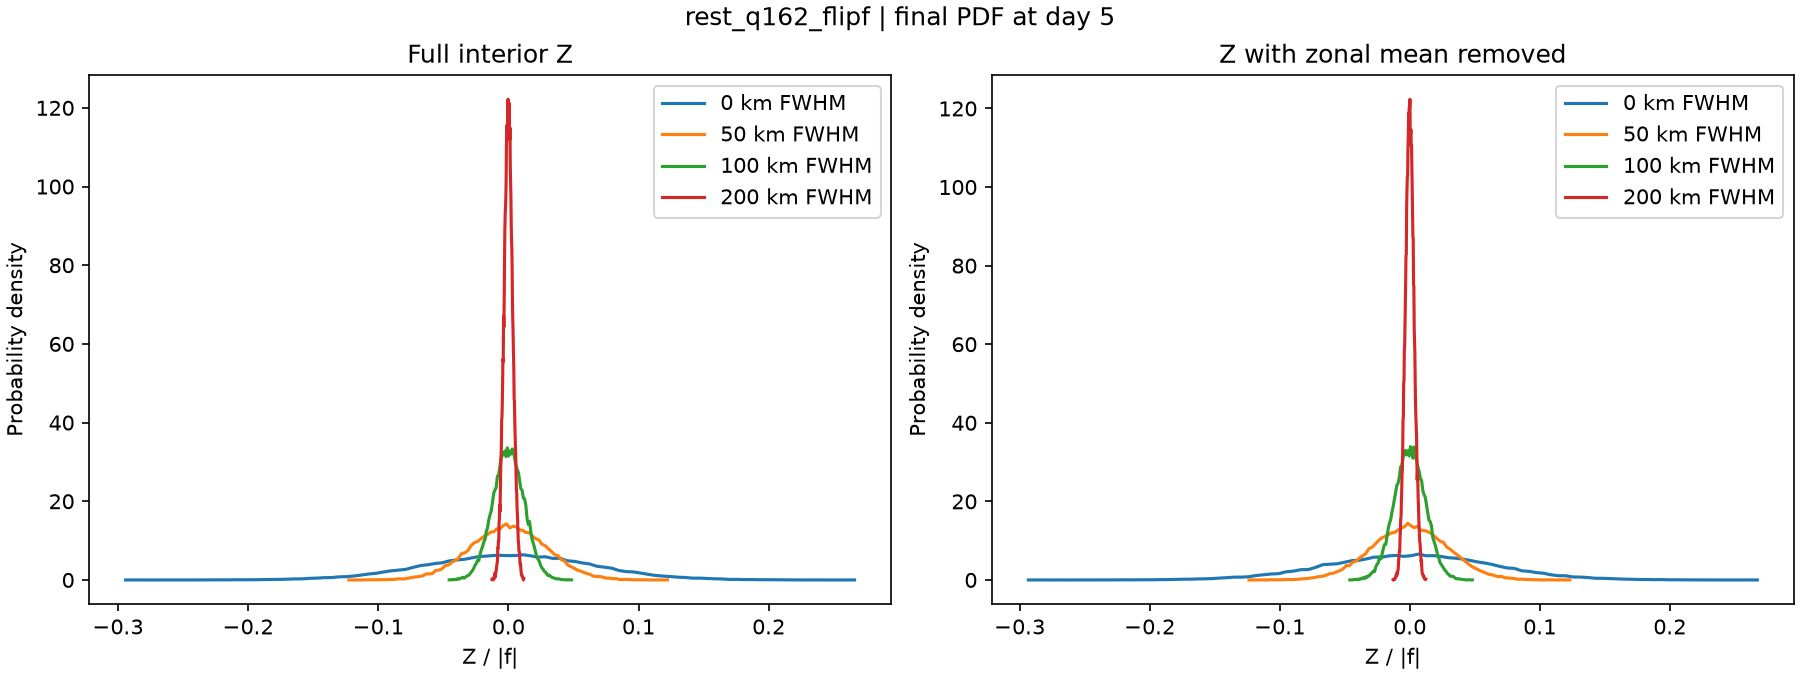 rest_q162_flipf | final PDF at day 5
Full interior Z
Probability density
120
100
80
60
40
20
0
−0.3
−0.2
−0.1
0.0
0.1
0.2
Z / |f|
0 km FWHM
50 km FWHM
100 km FWHM
200 km FWHM
Z with zonal mean removed
Probability density
120
100
80
60
40
20
0
−0.3
−0.2
−0.1
0.0
0.1
0.2
Z / |f|
0 km FWHM
50 km FWHM
100 km FWHM
200 km FWHM